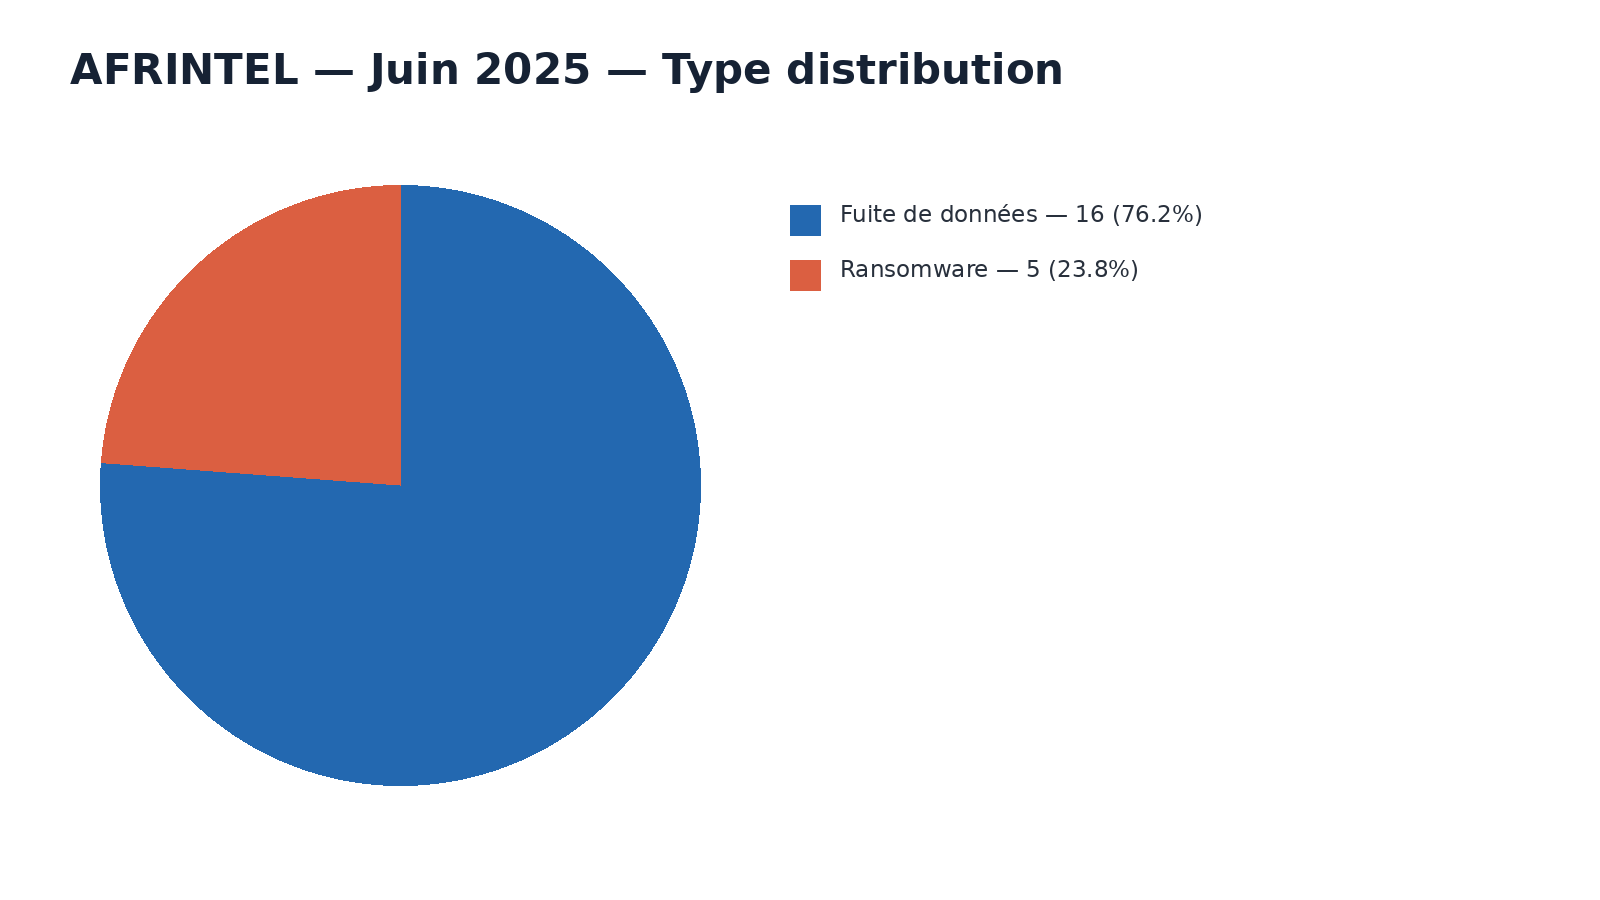 AFRINTEL — Juin 2025 — Type distribution
Fuite de données — 16 (76.2%)
Ransomware — 5 (23.8%)